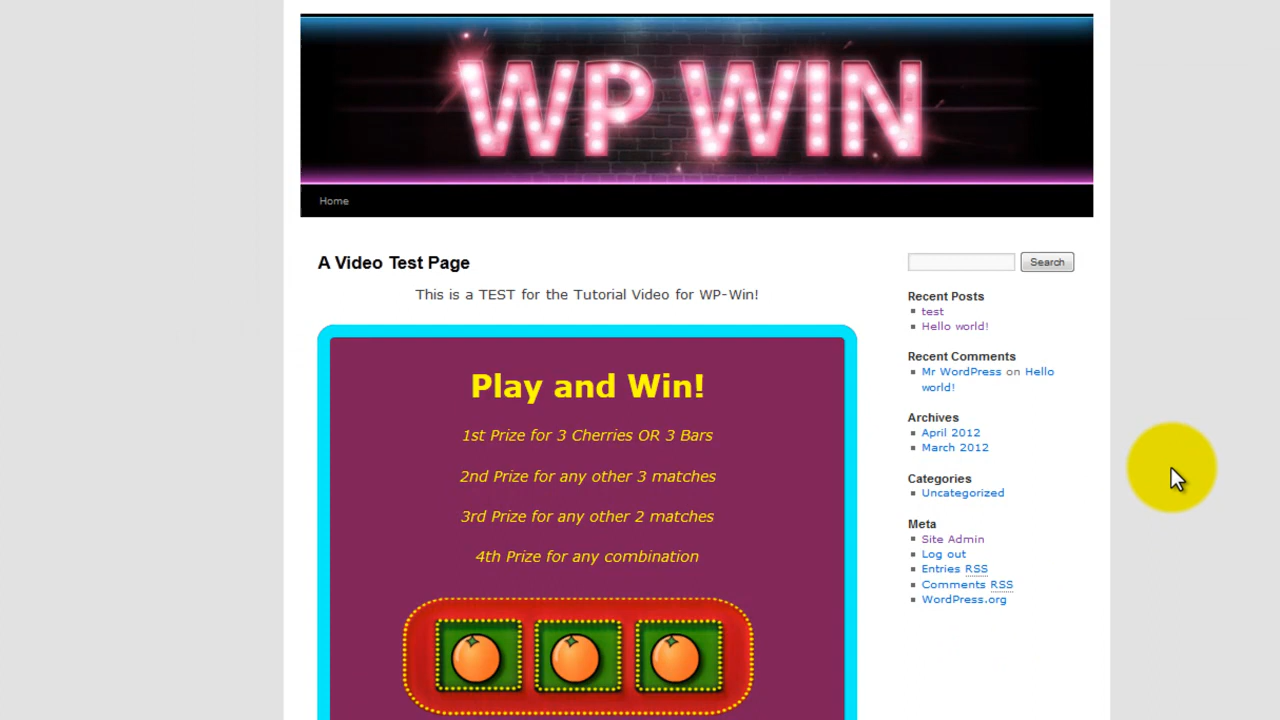 WP WIN
Home
A Video Test Page
This is a TEST for the Tutorial Video for WP-Win!
Play and Win!
1st Prize for 3 Cherries OR 3 Bars
2nd Prize for any other 3 matches
3rd Prize for any other 2 matches
4th Prize for any combination
Search
Recent Posts
test
Hello world!
Recent Comments
Mr WordPress on Hello
world!
Archives
April 2012
March 2012
Categories
Uncategorized
Meta
Site Admin
Log out
Entries RSS
Comments RSS
WordPress.org